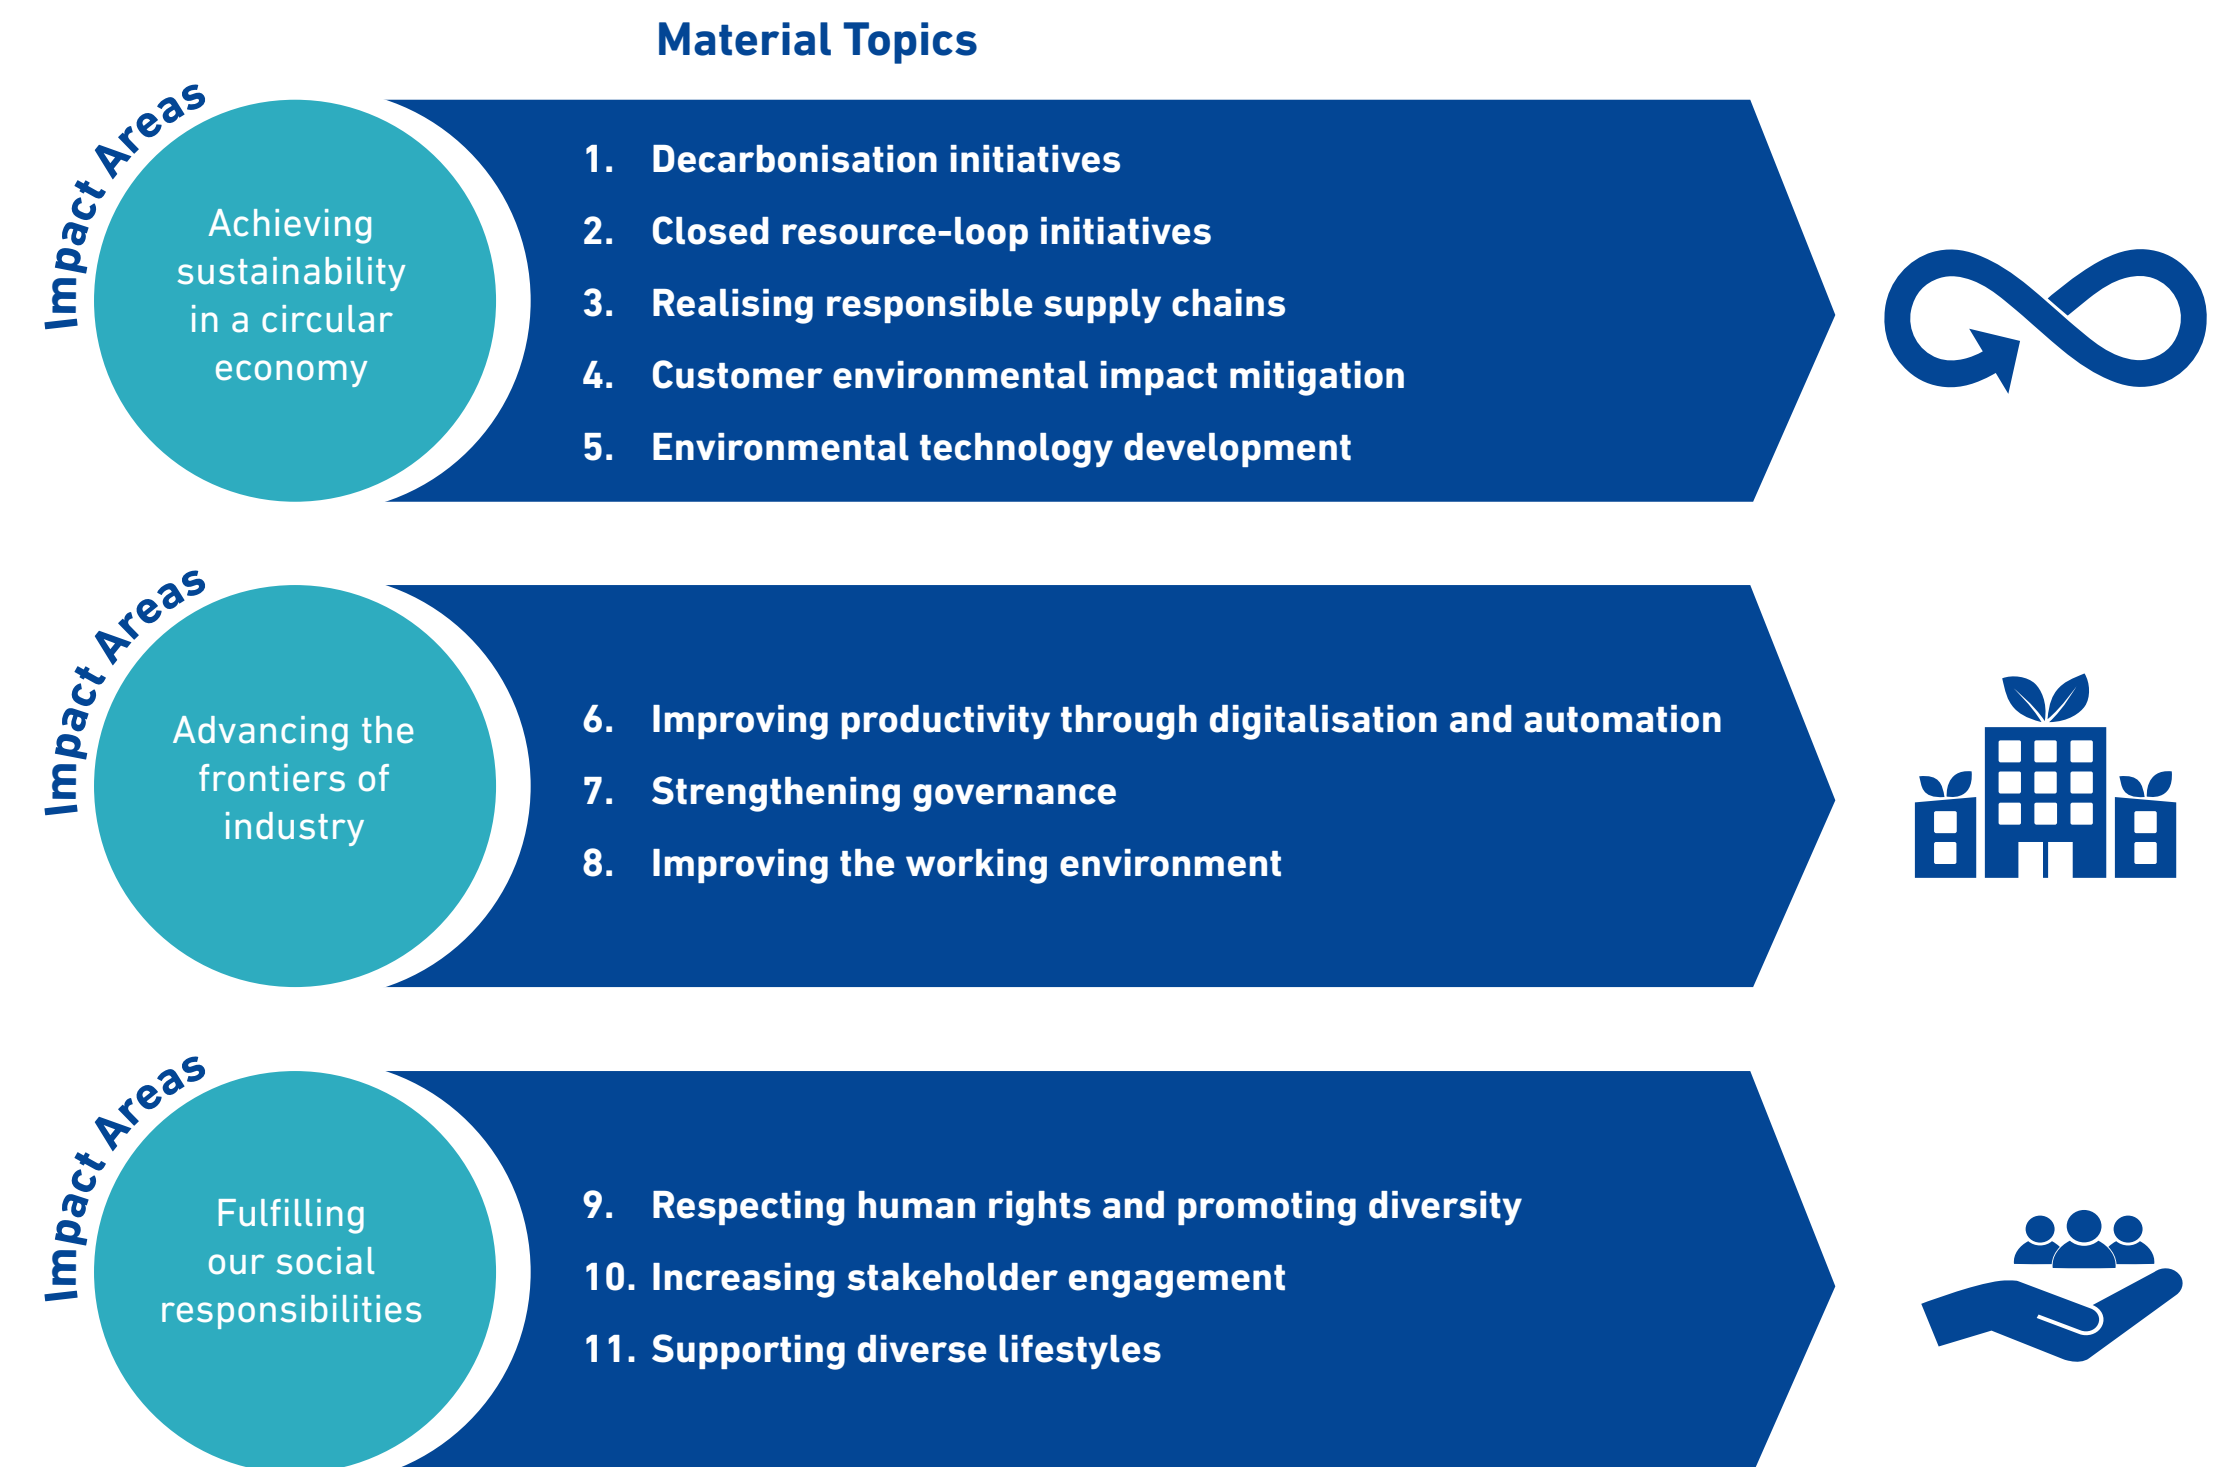 Material Topics
Impact Areas
Achieving
sustainability
in a circular
economy
1. Decarbonisation initiatives
2. Closed resource-loop initiatives
3. Realising responsible supply chains
4. Customer environmental impact mitigation
5. Environmental technology development
Impact Areas
Advancing the
frontiers of
industry
6. Improving productivity through digitalisation and automation
7. Strengthening governance
8. Improving the working environment
Impact Areas
Fulfilling
our social
responsibilities
9. Respecting human rights and promoting diversity
10. Increasing stakeholder engagement
11. Supporting diverse lifestyles